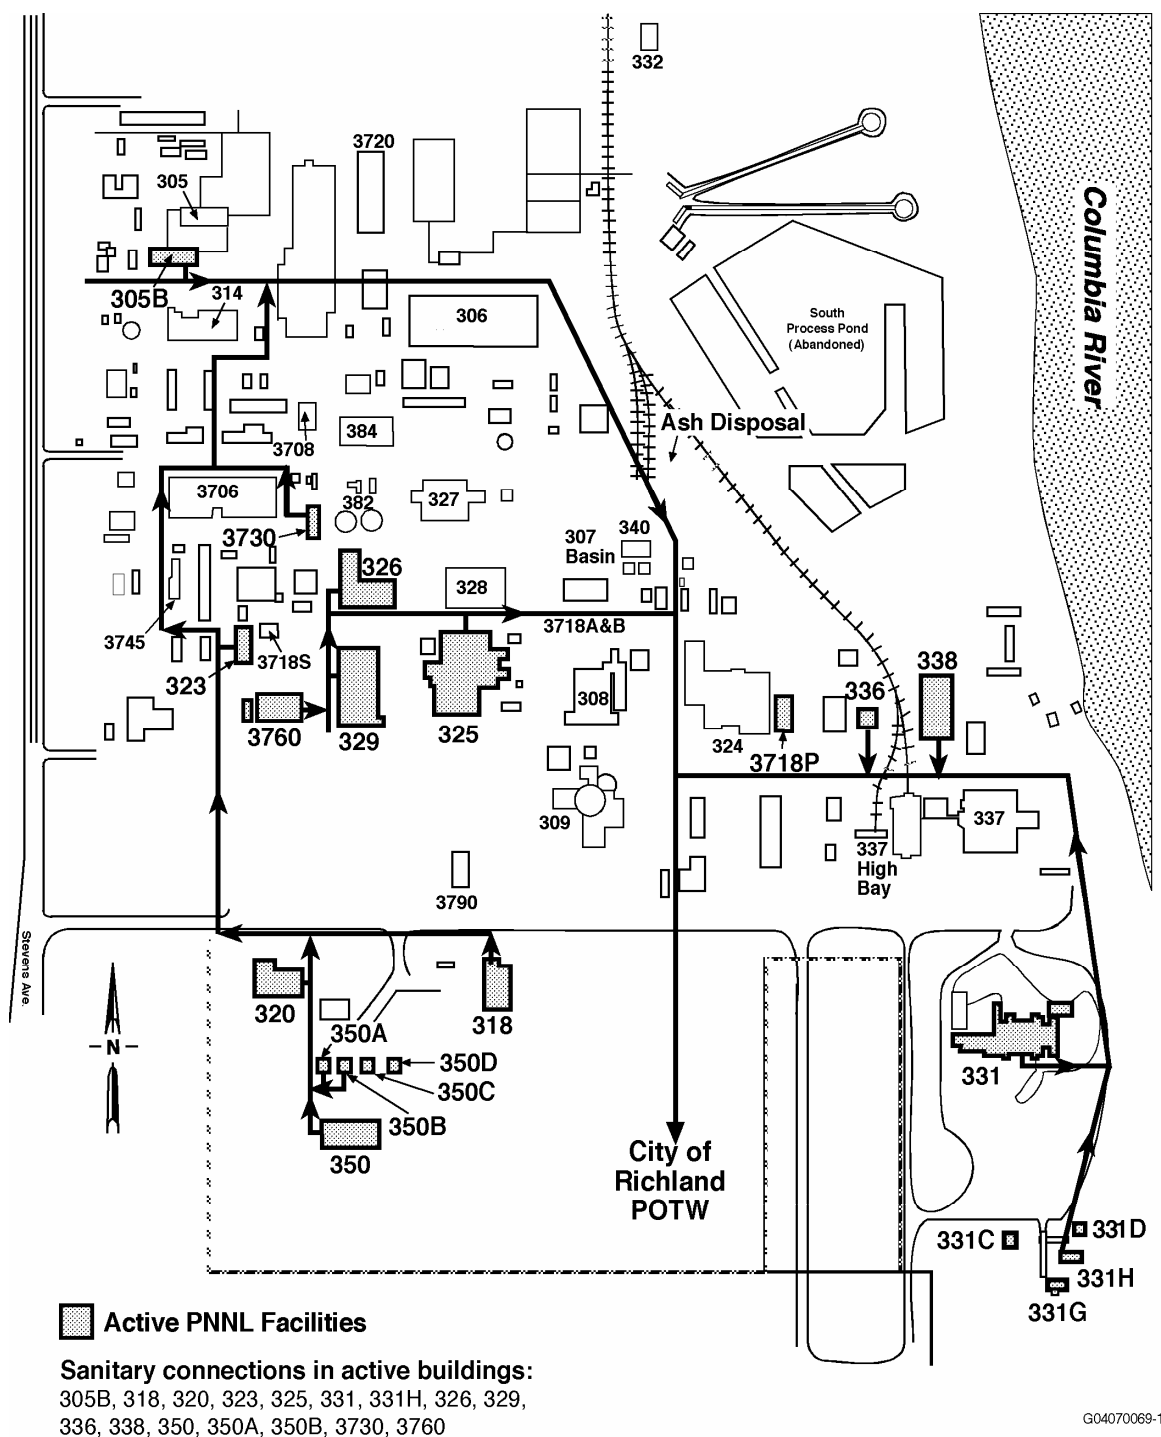 332
3720
305
305B
314
306
South
Process Pond
(Abandoned)
Columbia River
Ash Disposal
3708
384
3706
382
327
3730
307
Basin
340
326
328
3745
3718S
3718A&B
323
338
336
308
3760
329
325
324
3718P
309
337
337
High
Bay
3790
Stevens Ave.
320
350A
318
N
350D
350C
331
350B
350
City of
Richland
POTW
331C
331D
331H
331G
Active PNNL Facilities
Sanitary connections in active buildings:
305B, 318, 320, 323, 325, 331, 331H, 326, 329,
336, 338, 350, 350A, 350B, 3730, 3760
G04070069-1